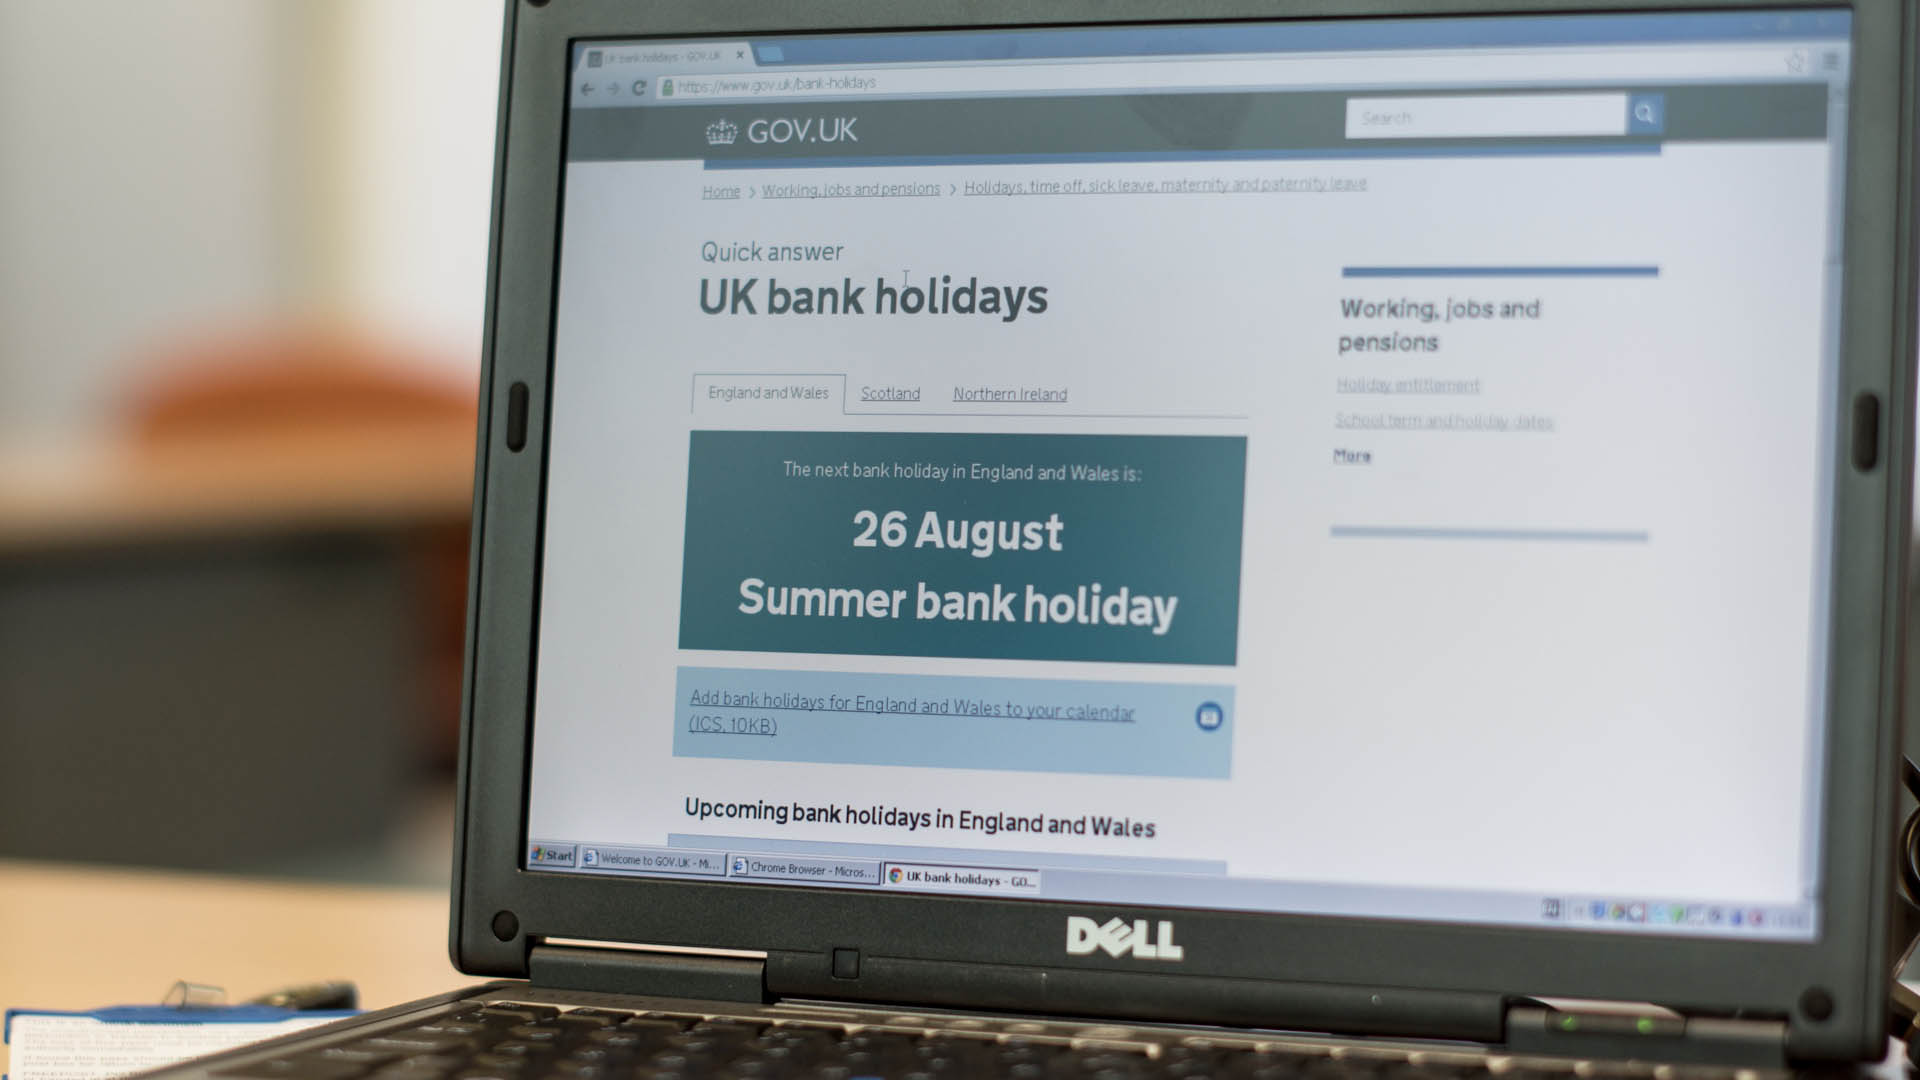 UK bank holidays - GOV.UK
https://www.gov.uk/bank-holidays
GOV.UK
Search
Home > Working, jobs and pensions > Holidays, time off, sick leave, maternity and paternity leave
Quick answer
UK bank holidays
England and Wales Scotland Northern Ireland
The next bank holiday in England and Wales is:
26 August
Summer bank holiday
Add bank holidays for England and Wales to your calendar
(ICS, 10KB)
Upcoming bank holidays in England and Wales
Working, jobs and
pensions
Holiday entitlement
School term and holiday dates
More
Start Welcome to GOV.UK - Mi... Chrome Browser - Micros... UK bank holidays - GO...
DELL